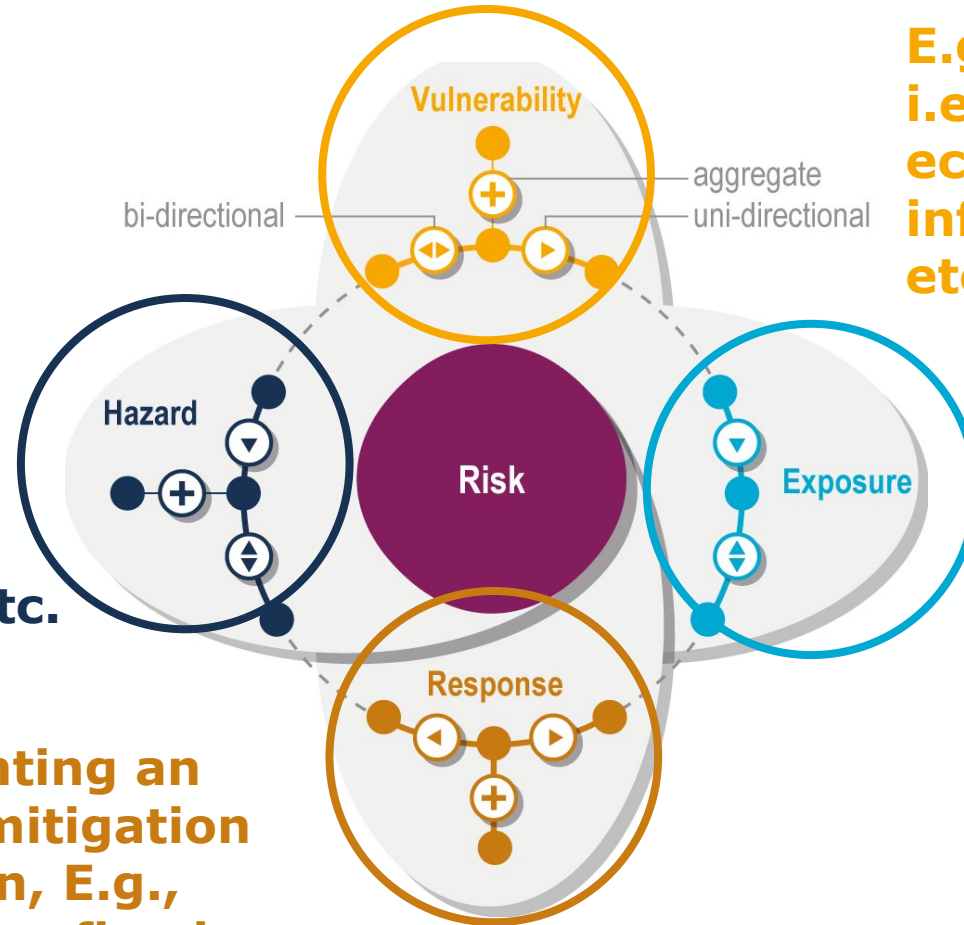 E.g
i.e
ec
inf
etc
Vulnerability
aggregate
bi-directional
uni-directional
Hazard
Risk
Exposure
tc.
Response
nting an
mitigation
n, E.g.,